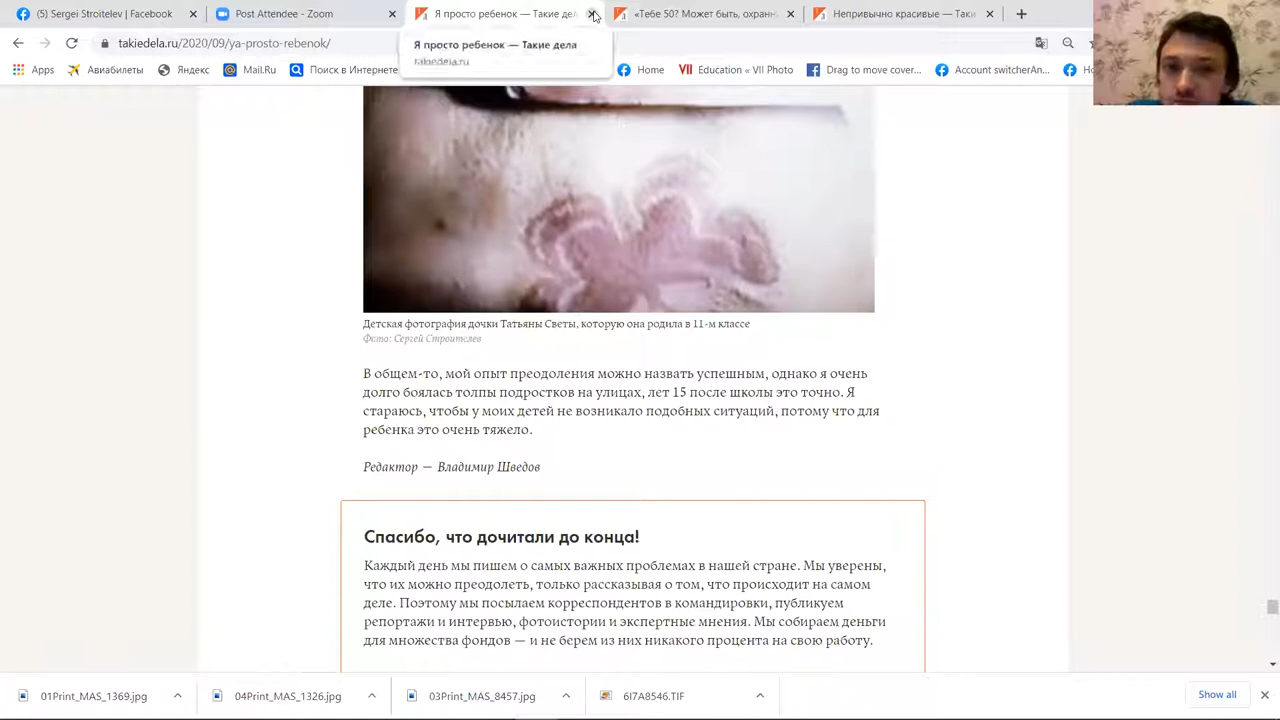 (5) Sergei Stroitelev | Facebook
Post Attendee - Zoom
Я просто ребенок — Такие дел
«Тебе 50? Может быть, охранн
Непривычно красивые — Таки
takiedela.ru/2020/09/ya-prosto-rebenok/
Я просто ребенок — Такие дела
takiedela.ru
Apps
Авиабилеты
Яндекс
Mail.Ru
Поиск в Интернете
Home
VII Education « VII Photo
Drag to move cover...
Account switcherAn...
Детская фотография дочки Татьяны Светы, которую она родила в 11-м классе
Фото: Сергей Строителев
В общем-то, мой опыт преодоления можно назвать успешным, однако я очень
долго боялась толпы подростков на улицах, лет 15 после школы это точно. Я
стараюсь, чтобы у моих детей не возникало подобных ситуаций, потому что для
ребенка это очень тяжело.
Редактор — Владимир Шведов
Спасибо, что дочитали до конца!
Каждый день мы пишем о самых важных проблемах в нашей стране. Мы уверены,
что их можно преодолеть, только рассказывая о том, что происходит на самом
деле. Поэтому мы посылаем корреспондентов в командировки, публикуем
репортажи и интервью, фотоистории и экспертные мнения. Мы собираем деньги
для множества фондов — и не берем из них никакого процента на свою работу.
01Print_MAS_1369.jpg
04Print_MAS_1326.jpg
03Print_MAS_8457.jpg
6I7A8546.TIF
Show all